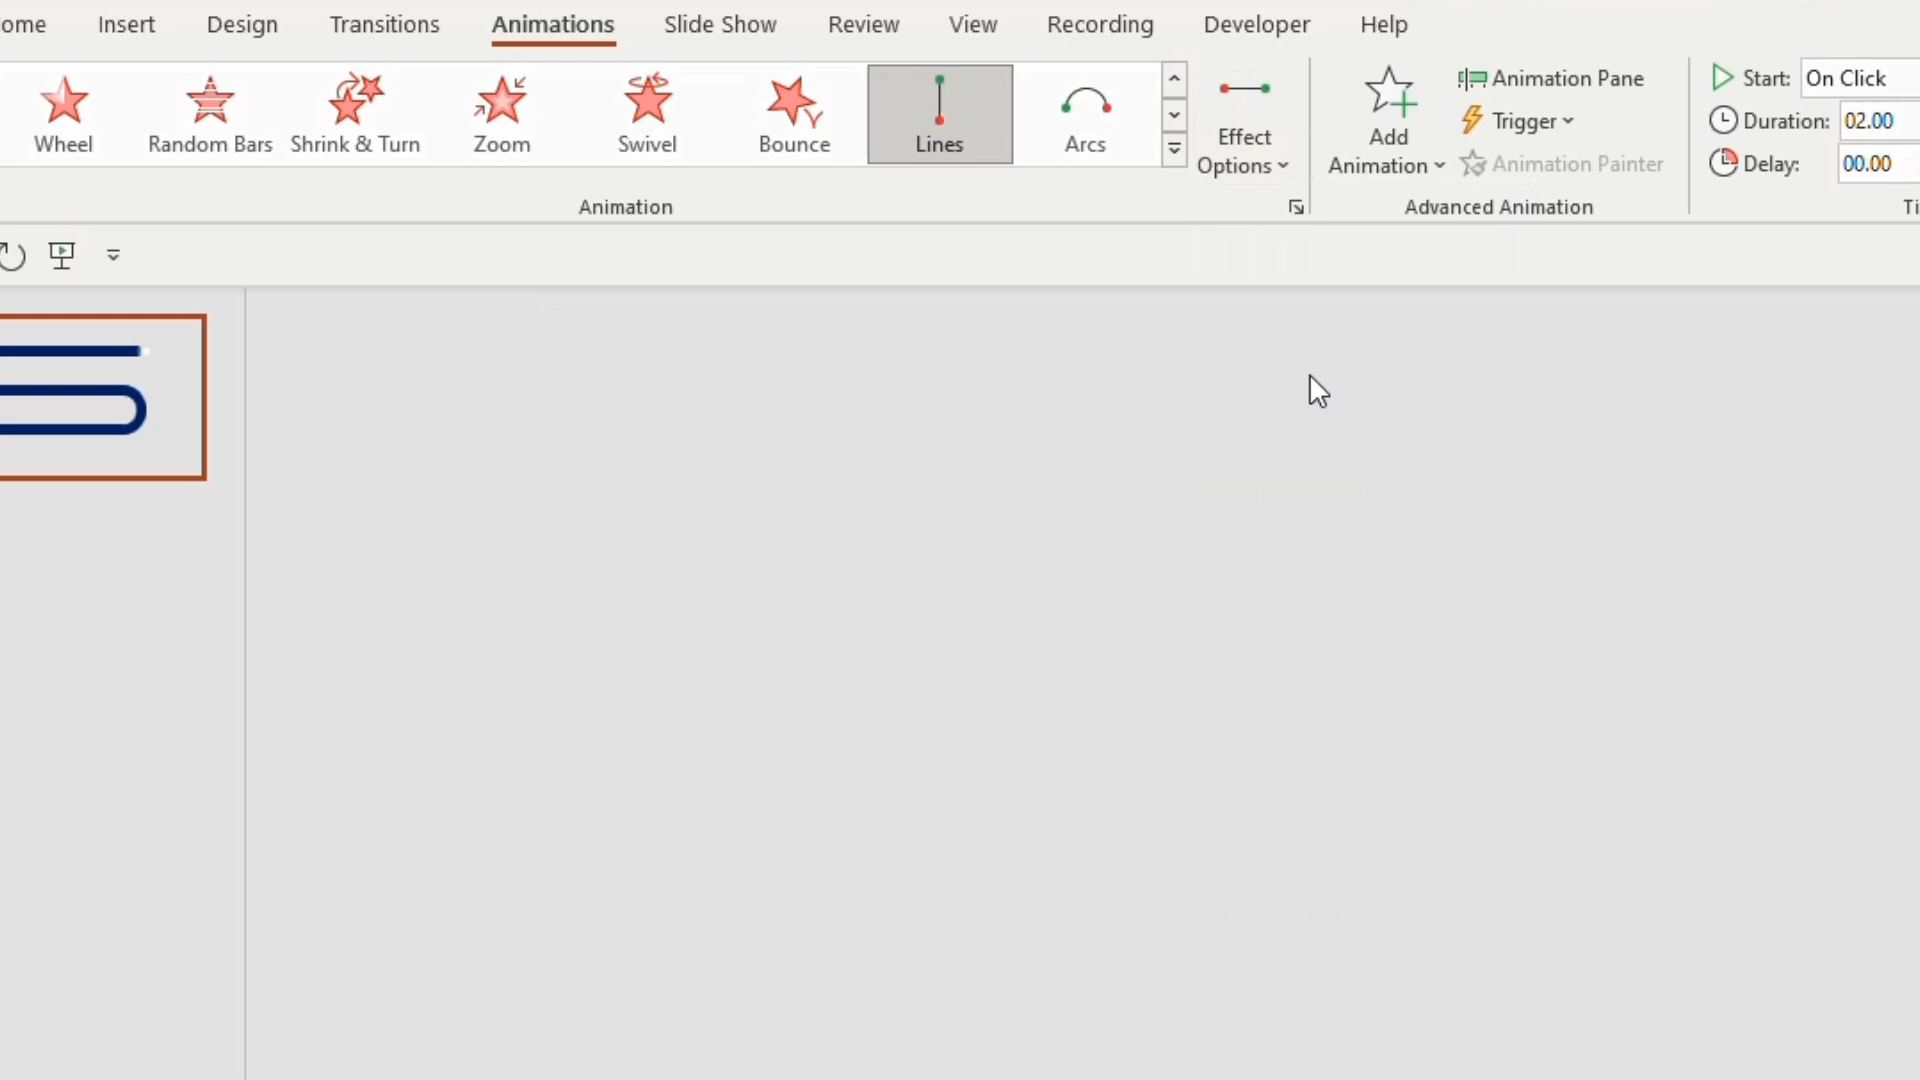 ome Insert Design Transitions Animations Slide Show Review View Recording Developer Help
Wheel Random Bars Shrink & Turn Zoom Swivel Bounce Lines Arcs
Effect Options
Add Animation
Animation Pane
Trigger
Animation Painter
Start: On Click
Duration: 02.00
Delay: 00.00
Animation Advanced Animation Ti